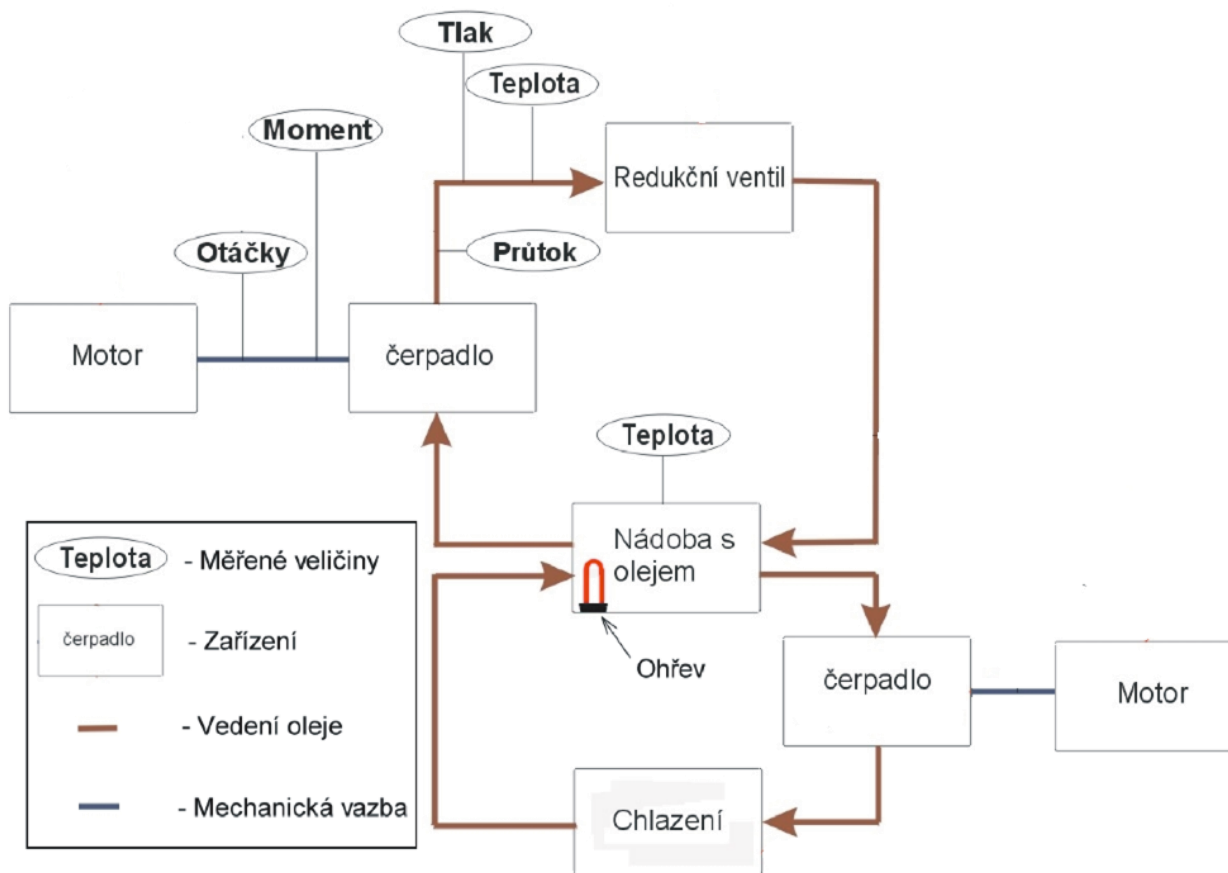 Tlak
Teplota
Moment
Redukční ventil
Otáčky
Průtok
Motor
čerpadlo
Teplota
Nádoba s
olejem
Ohřev
čerpadlo
Motor
Chlazení
Teplota - Měřené veličiny
čerpadlo - Zařízení
- Vedení oleje
- Mechanická vazba